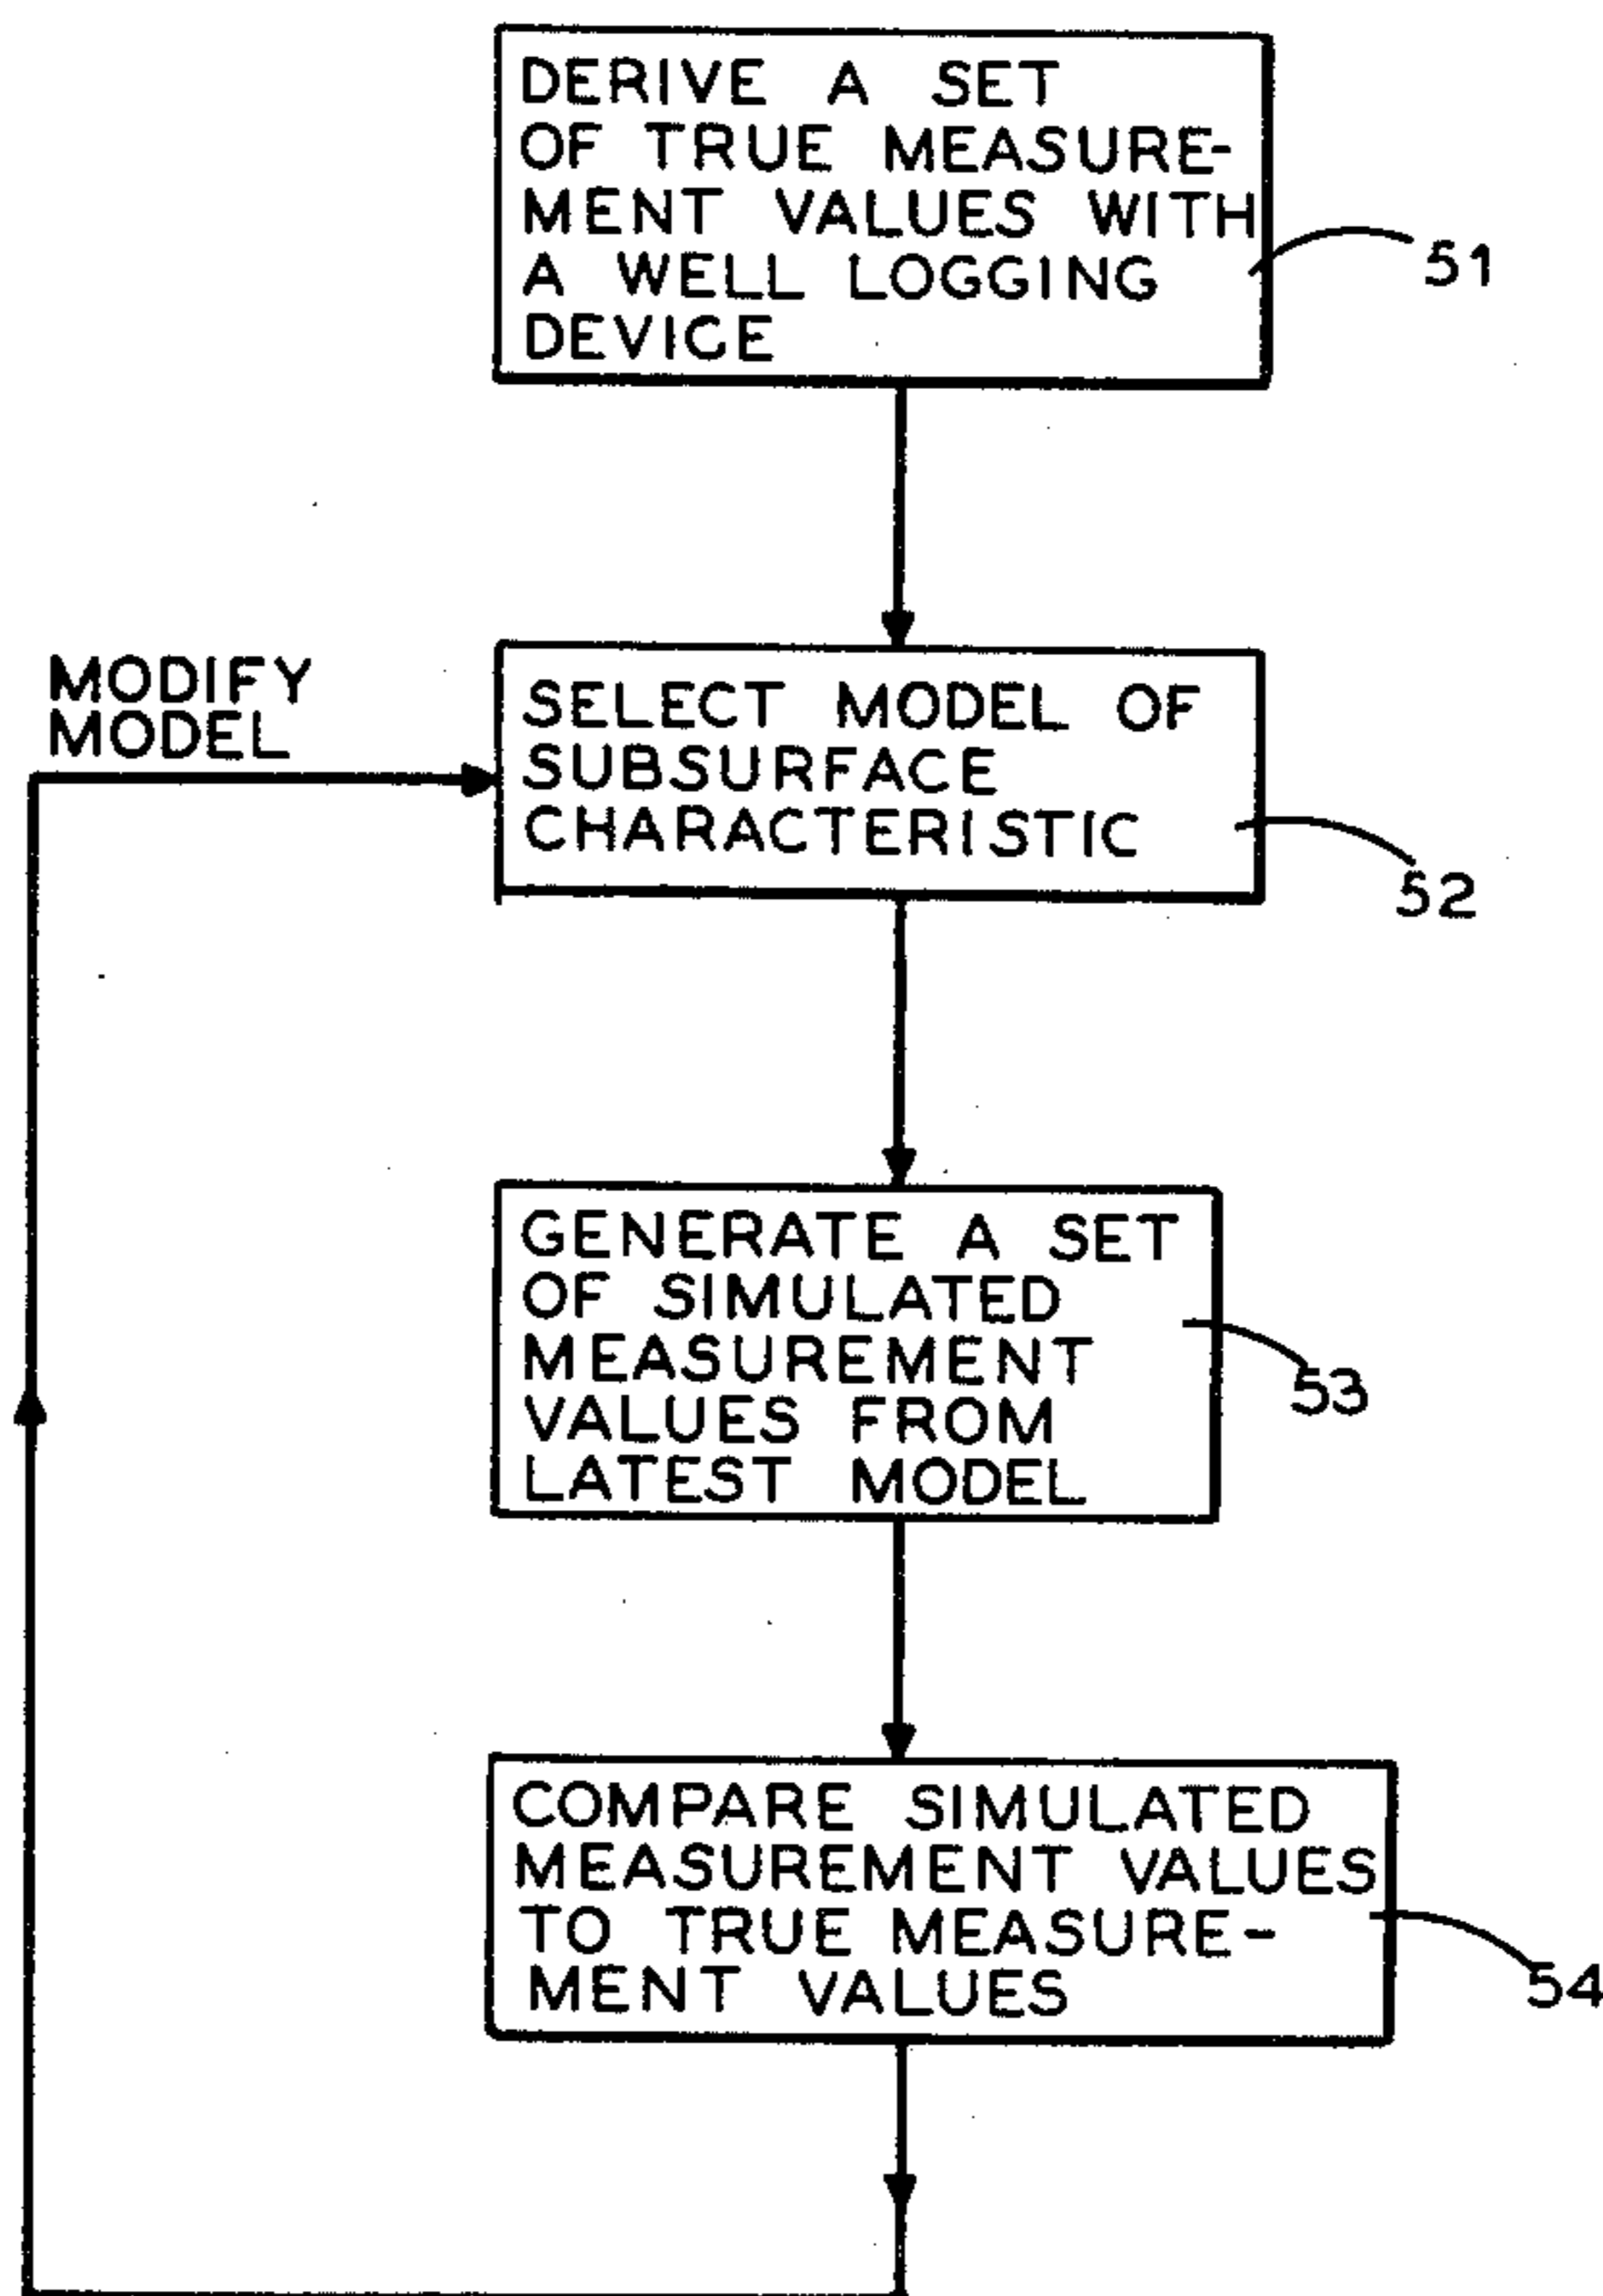 DERIVE A SET
OF TRUE MEASURE-
MENT VALUES WITH
A WELL LOGGING
DEVICE
51
MODIFY
MODEL
SELECT MODEL OF
SUBSURFACE
CHARACTERISTIC
52
GENERATE A SET
OF SIMULATED
MEASUREMENT
VALUES FROM
LATEST MODEL
53
COMPARE SIMULATED
MEASUREMENT VALUES
TO TRUE MEASURE-
MENT VALUES
54